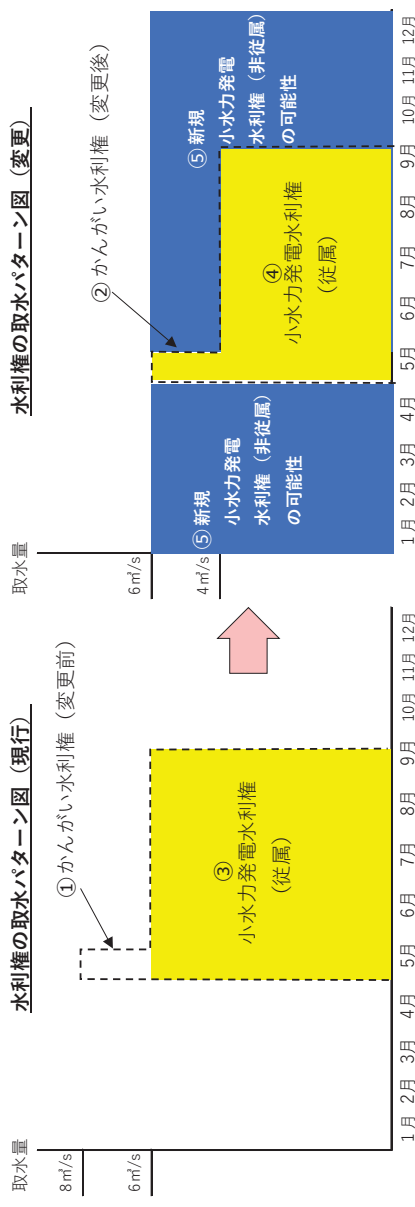 水利権の取水パターン図（現行）
取水量
8㎥/s
6㎥/s
①かんがい水利権（変更前）
③
小水力発電水利権
（従属）
1月 2月 3月 4月 5月 6月 7月 8月 9月 10月 11月 12月
水利権の取水パターン図（変更）
取水量
6㎥/s
4㎥/s
②かんがい水利権（変更後）
⑤新規
小水力発電
水利権（非従属）
の可能性
④
小水力発電水利権
（従属）
⑤新規
小水力発電
水利権（非従属）
の可能性
1月 2月 3月 4月 5月 6月 7月 8月 9月 10月 11月 12月